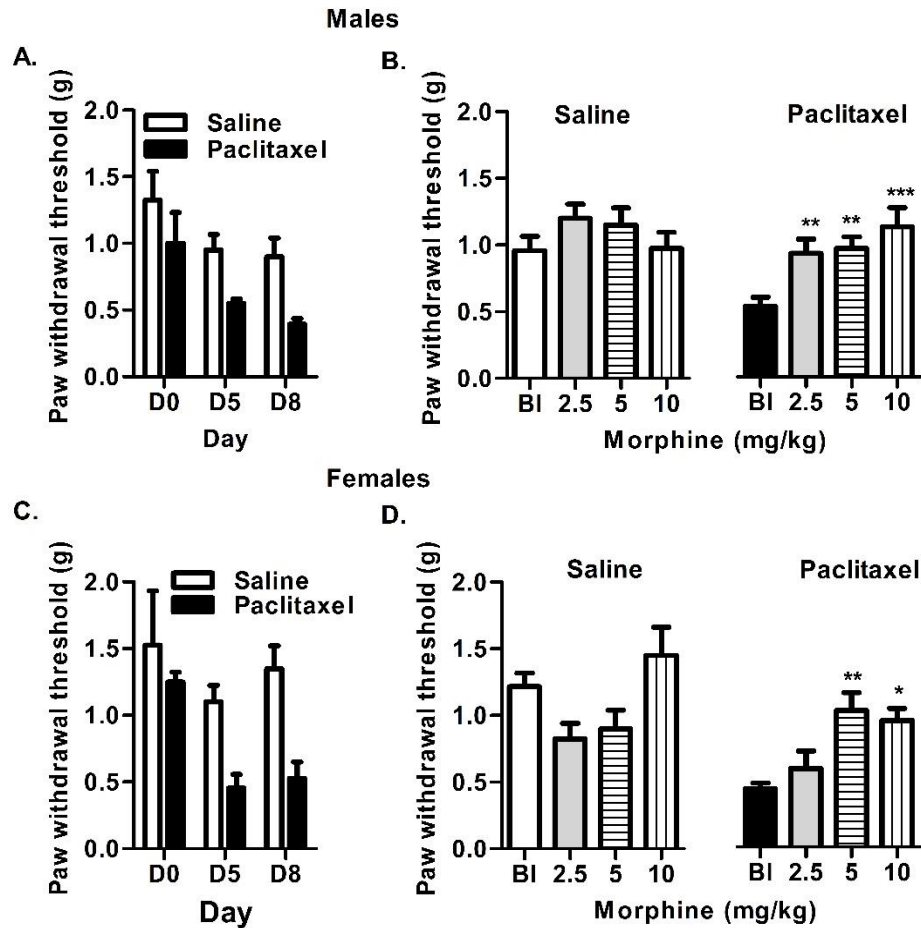 Males
A.
Paw withdrawal threshold (g)
2.0
1.5
1.0
0.5
0.0
Saline
Paclitaxel
D0 D5 D8
Day
B.
Paw withdrawal threshold (g)
2.0
1.5
1.0
0.5
0.0
Saline Paclitaxel
** ** ***
Bl 2.5 5 10 Bl 2.5 5 10
Morphine (mg/kg)
Females
C.
Paw withdrawal threshold (g)
2.0
1.5
1.0
0.5
0.0
Saline
Paclitaxel
D0 D5 D8
Day
D.
Paw withdrawal threshold (g)
2.0
1.5
1.0
0.5
0.0
Saline Paclitaxel
** *
Bl 2.5 5 10 Bl 2.5 5 10
Morphine (mg/kg)